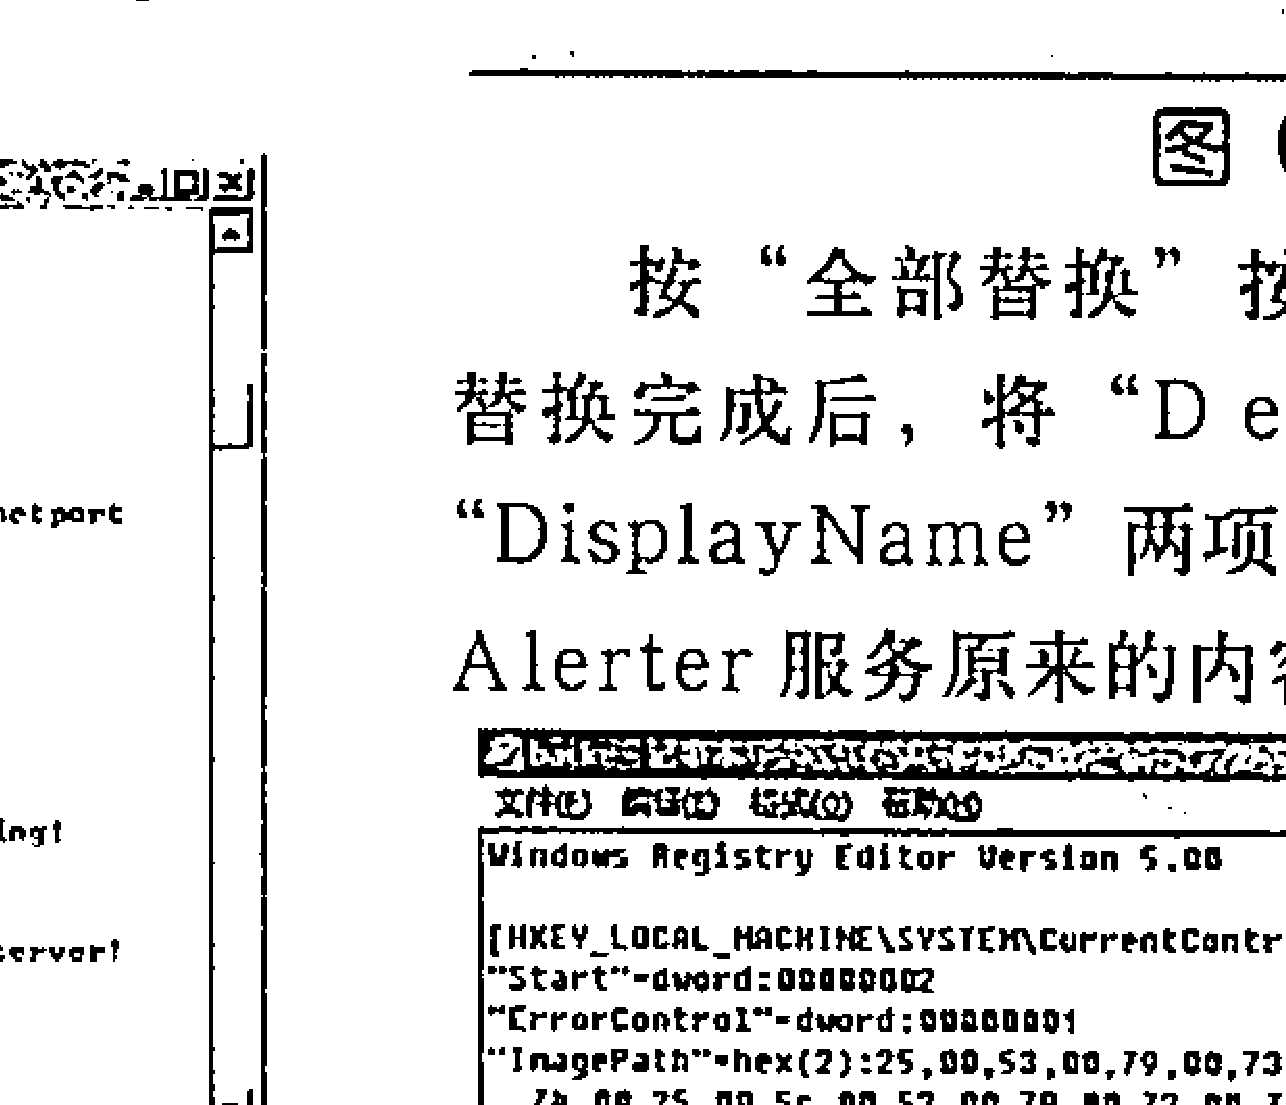 netport
ing!
server!
图
按“全部替换”按
替换完成后，将“De
“DisplayName”两项
Alerter服务原来的内容
文件(F) 编辑(E) 格式(O) 帮助(H)
Windows Registry Editor Version 5.00
[HKEY_LOCAL_MACHINE\SYSTEM\CurrentContr
"Start"=dword:00000002
"ErrorControl"=dword:00000001
"ImagePath"=hex(2):25,00,53,00,79,00,73